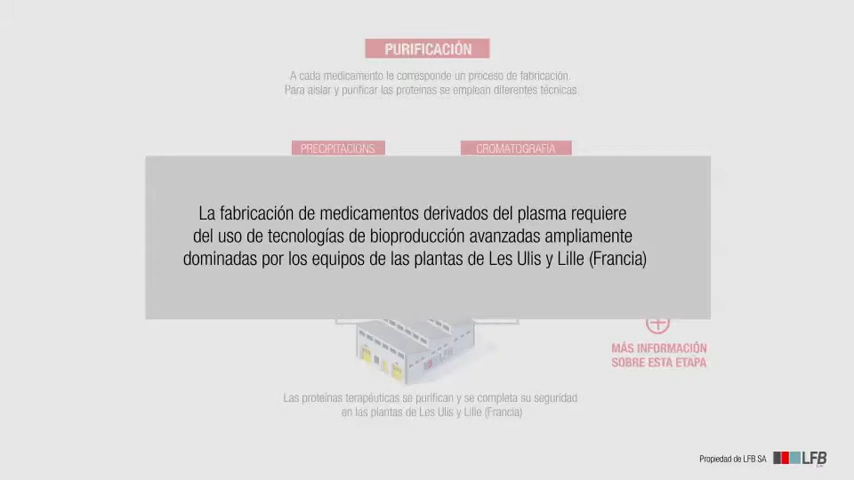 PURIFICACIÓN
A cada medicamento le corresponde un proceso de fabricación.
Para aislar y purificar las proteínas se emplean diferentes técnicas.
PRECIPITACIONS
CROMATOGRAFÍA
La fabricación de medicamentos derivados del plasma requiere
del uso de tecnologías de bioproducción avanzadas ampliamente
dominadas por los equipos de las plantas de Les Ulis y Lille (Francia)
LFB
MÁS INFORMACIÓN
SOBRE ESTA ETAPA
Las proteínas terapéuticas se purifican y se completa su seguridad
en las plantas de Les Ulis y Lille (Francia)
Propiedad de LFB SA
LFB